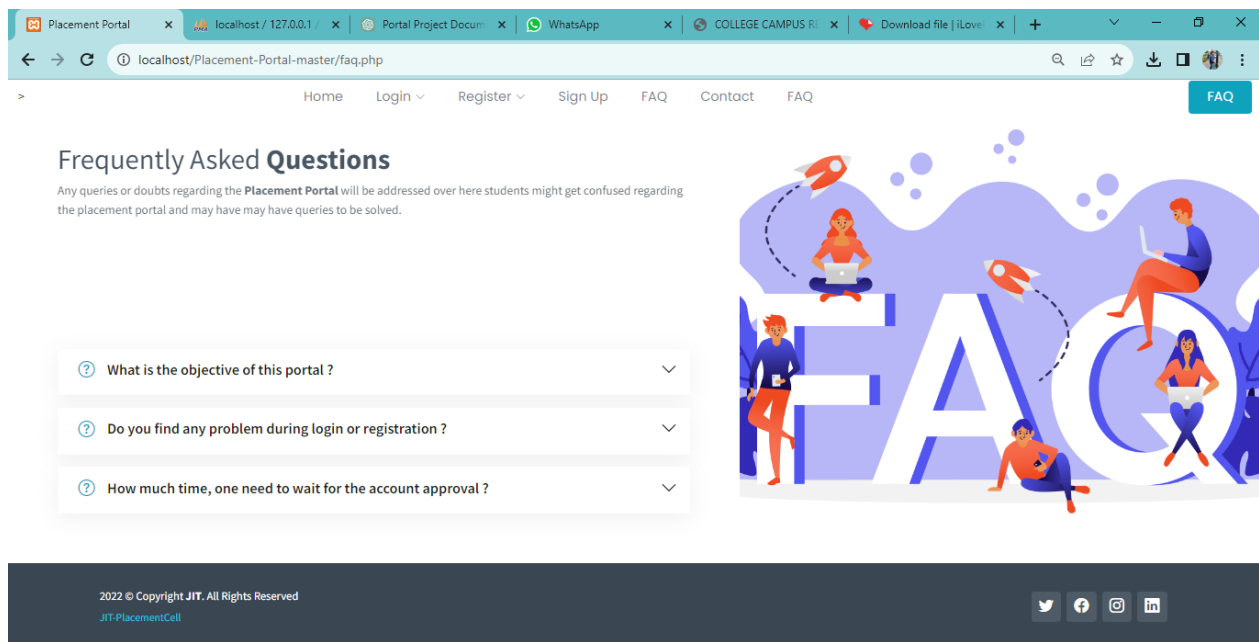 Placement Portal
localhost / 127.0.0.1 /
Portal Project Docum
WhatsApp
COLLEGE CAMPUS RE
Download file | iLove
localhost/Placement-Portal-master/faq.php
> Home Login Register Sign Up FAQ Contact FAQ FAQ
Frequently Asked Questions
Any queries or doubts regarding the Placement Portal will be addressed over here students might get confused regarding
the placement portal and may have may have queries to be solved.
? What is the objective of this portal ?
? Do you find any problem during login or registration ?
? How much time, one need to wait for the account approval ?
FAQ
2022 © Copyright JIT. All Rights Reserved
JIT-PlacementCell